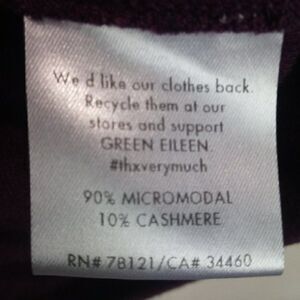 We'd like our clothes back.
Recycle them at our
stores and support
GREEN EILEEN.
#thxverymuch
90% MICROMODAL
10% CASHMERE
RN# 78121/CA# 34460